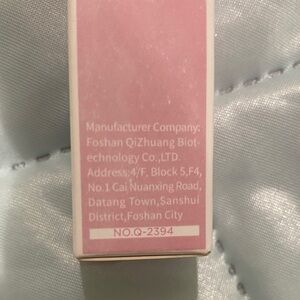 Manufacturer Company:
Foshan QiZhuang Biot-
echnology Co.,LTD.
Address:4/F, Block 5,F4,
No.1 Cai Nuanxing Road,
Datang Town,Sanshui
District,Foshan City
NO.Q-2394